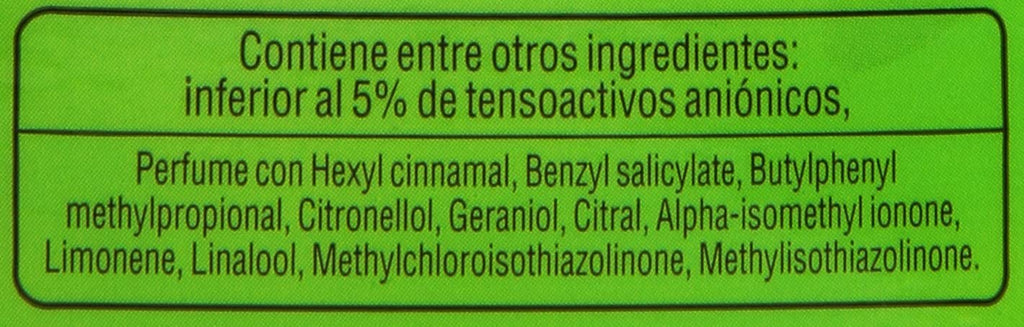 Contiene entre otros ingredientes:
inferior al 5% de tensoactivos aniónicos,
Perfume con Hexyl cinnamal, Benzyl salicylate, Butylphenyl
methylpropional, Citronellol, Geraniol, Citral, Alpha-isomethyl ionone,
Limonene, Linalool, Methylchloroisothiazolinone, Methylisothiazolinone.